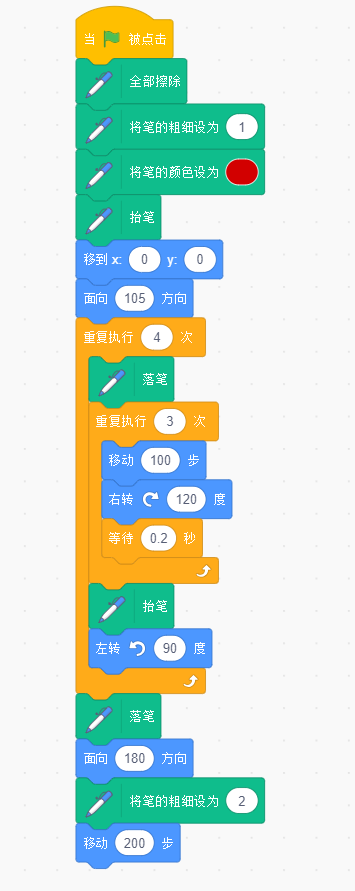 当 被点击
全部擦除
将笔的粗细设为 1
将笔的颜色设为
抬笔
移到 x: 0 y: 0
面向 105 方向
重复执行 4 次
落笔
重复执行 3 次
移动 100 步
右转 120 度
等待 0.2 秒
抬笔
左转 90 度
落笔
面向 180 方向
将笔的粗细设为 2
移动 200 步